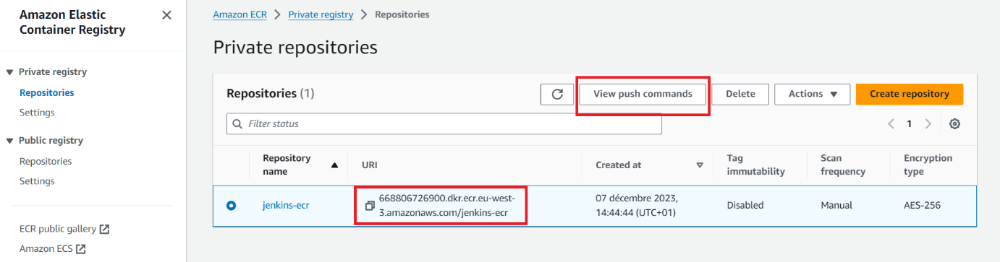 Amazon Elastic
Container Registry
Private registry
Repositories
Settings
Public registry
Repositories
Settings
ECR public gallery
Amazon ECS
Amazon ECR > Private registry > Repositories
Private repositories
Repositories (1)
View push commands
Delete
Actions
Create repository
Filter status
1
Repository
name
URI
Created at
Tag
immutability
Scan
frequency
Encryption
type
jenkins-ecr
668806726900.dkr.ecr.eu-west-
3.amazonaws.com/jenkins-ecr
07 décembre 2023,
14:44:44 (UTC+01)
Disabled
Manual
AES-256